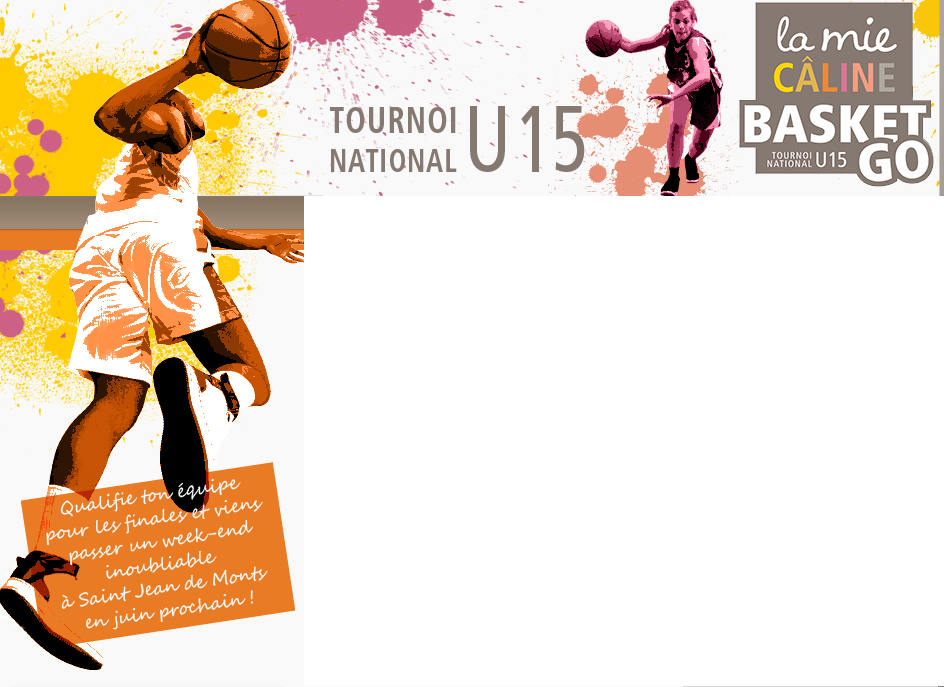 TOURNOI
NATIONAL U15
la mie
CÂLINE
BASKET
GO
TOURNOI
NATIONAL U15
Qualifie ton équipe
pour les finales et viens
passer un week-end
inoubliable
à Saint Jean de Monts
en juin prochain !